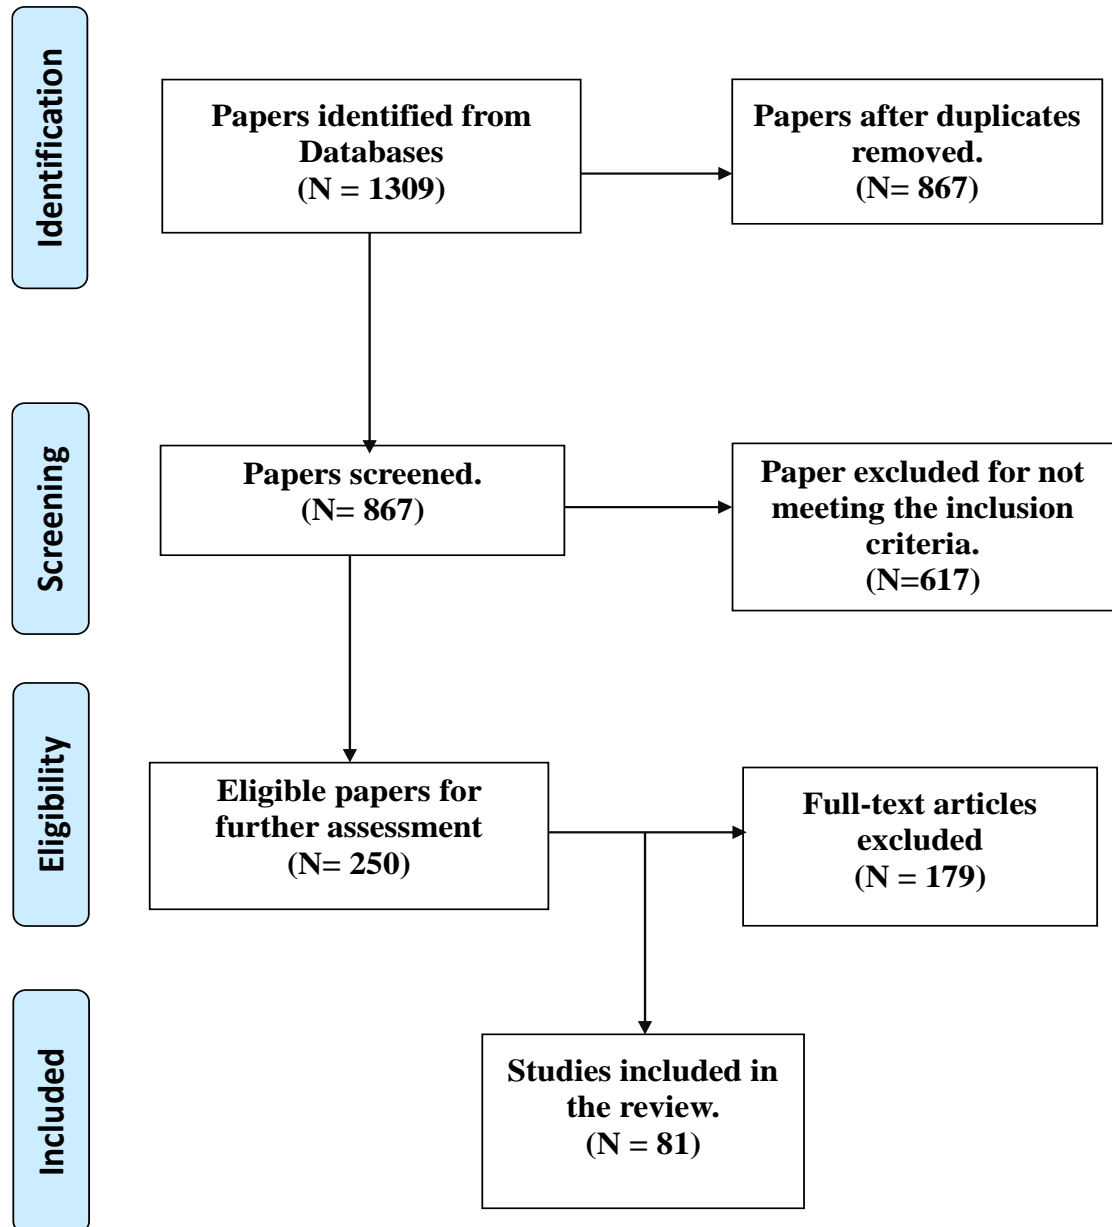 Identification
Papers identified from
Databases
(N = 1309)
Papers after duplicates
removed.
(N= 867)
Screening
Papers screened.
(N= 867)
Paper excluded for not
meeting the inclusion
criteria.
(N=617)
Eligibility
Eligible papers for
further assessment
(N= 250)
Full-text articles
excluded
(N = 179)
Included
Studies included in
the review.
(N = 81)